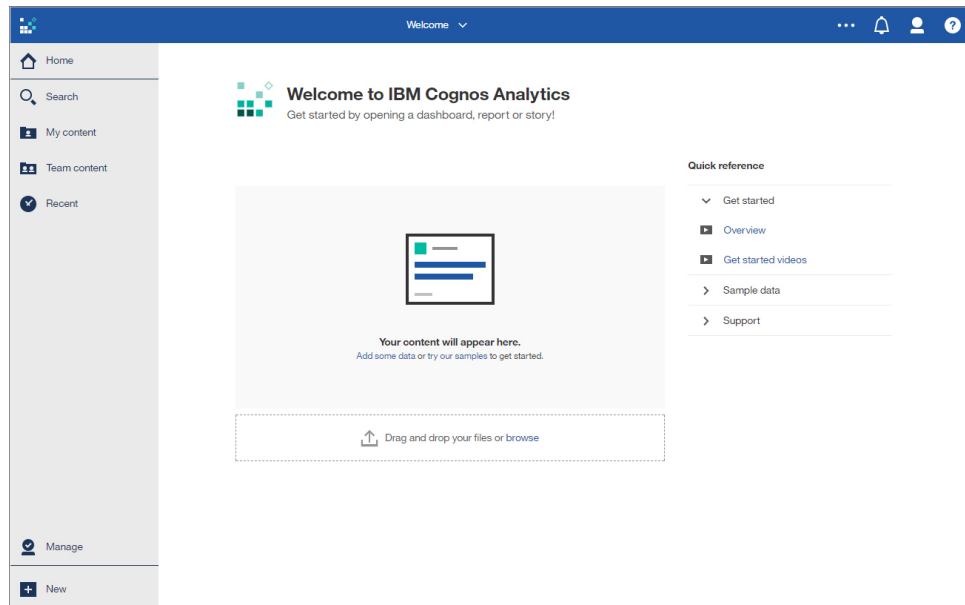 Welcome
?
Home
Search
My content
Team content
Recent
Manage
New
Welcome to IBM Cognos Analytics
Get started by opening a dashboard, report or story!
Your content will appear here.
Add some data or try our samples to get started.
Drag and drop your files or browse
Quick reference
Get started
Overview
Get started videos
Sample data
Support